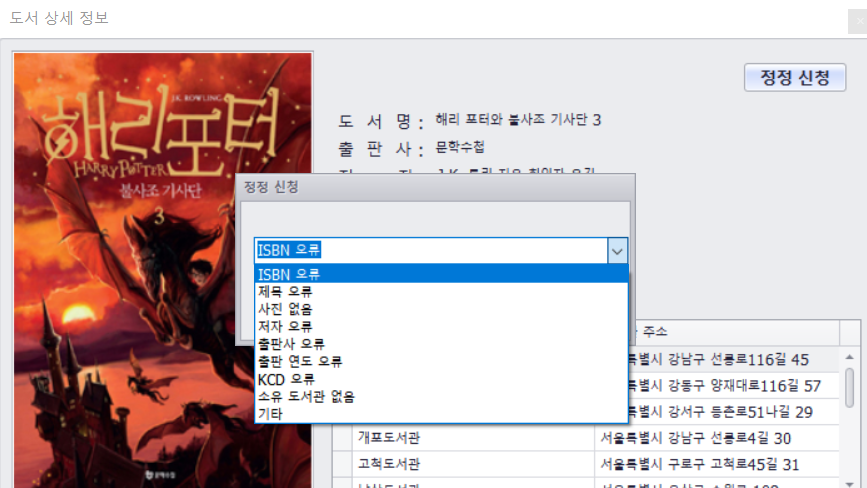 도서 상세 정보
정정 신청
해리포터
J.K. ROWLING
HARRY POTTER
불사조 기사단
3
문학수첩
도 서 명 : 해리 포터와 불사조 기사단 3
출 판 사 : 문학수첩
정정 신청
ISBN 오류
ISBN 오류
제목 오류
사진 없음
저자 오류
출판사 오류
출판 연도 오류
KCD 오류
소유 도서관 없음
기타
주소
특별시 강남구 선릉로116길 45
특별시 강동구 양재대로116길 57
특별시 강서구 등촌로51나길 29
개포도서관 서울특별시 강남구 선릉로4길 30
고척도서관 서울특별시 구로구 고척로45길 31